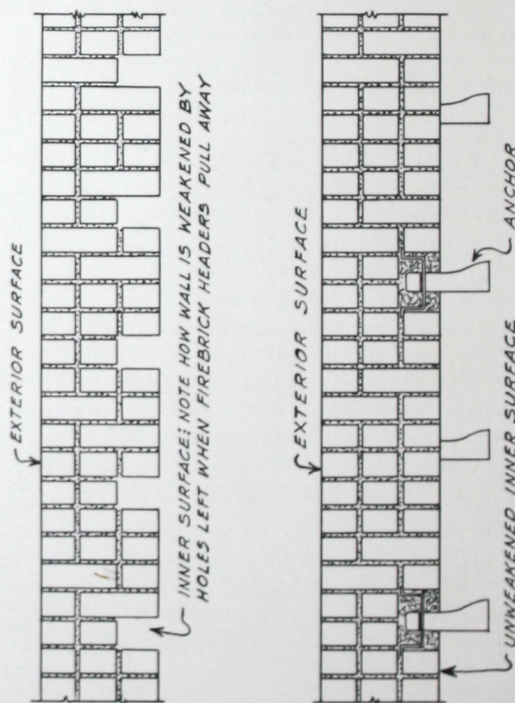 EXTERIOR SURFACE
INNER SURFACE; NOTE HOW WALL IS WEAKENED BY
HOLES LEFT WHEN FIREBRICK HEADERS PULL AWAY
EXTERIOR SURFACE
ANCHOR
UNWEAKENED INNER SURFACE